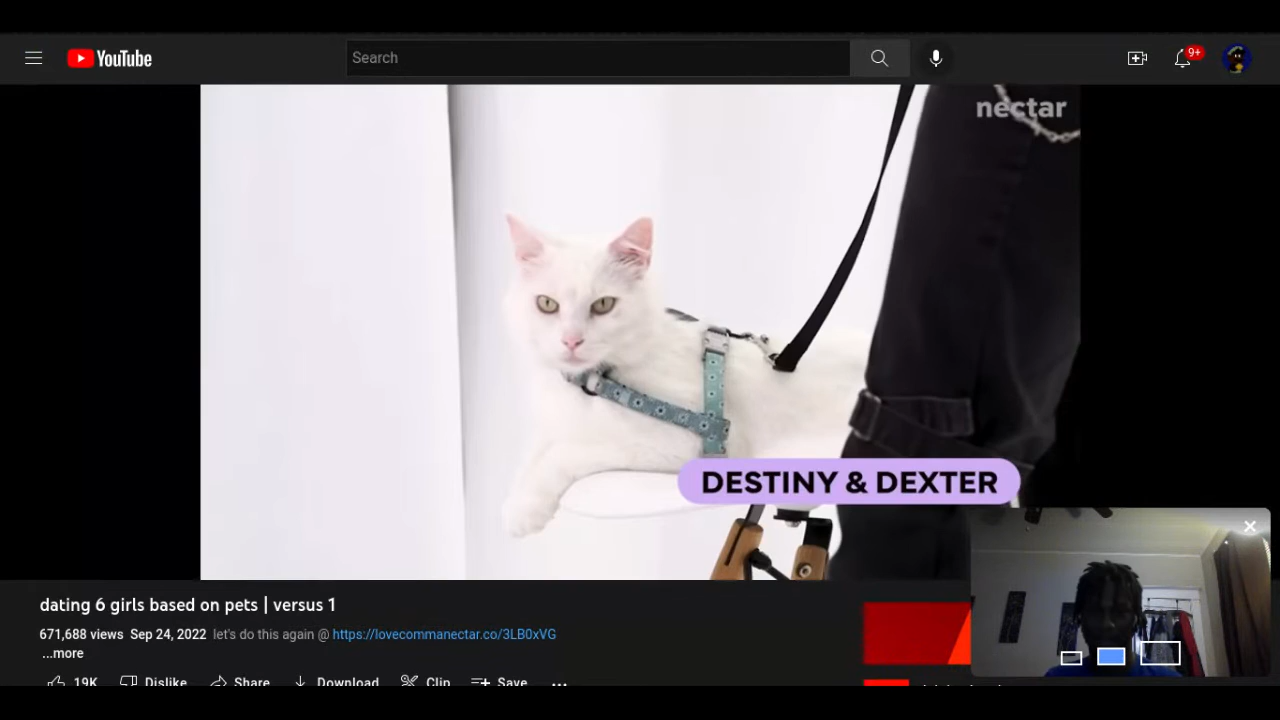 YouTube
Search
9+
nectar
DESTINY & DEXTER
dating 6 girls based on pets | versus 1
671,688 views Sep 24, 2022 let's do this again @ https://lovecommanectar.co/3LB0xVG
...more
19K Dislike Share Download Clip Save